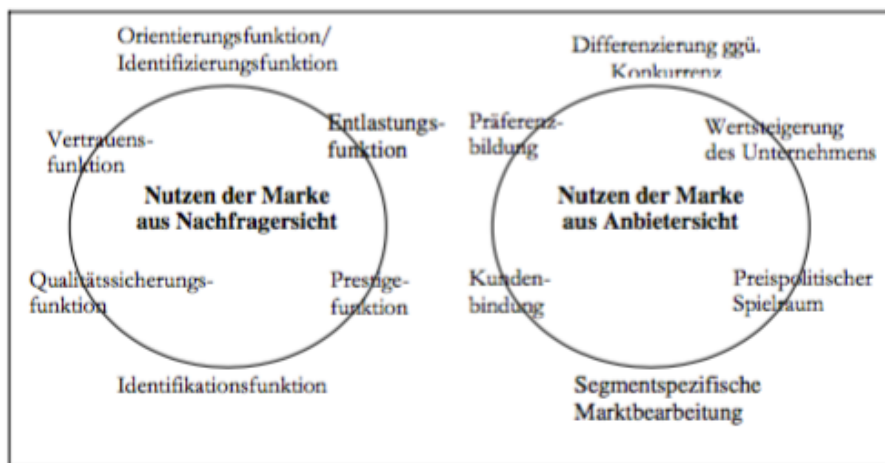 Orientierungsfunktion/
Identifizierungsfunktion
Vertrauens-
funktion
Entlastungs-
funktion
Nutzen der Marke
aus Nachfragersicht
Qualitätssicherungs-
funktion
Prestige-
funktion
Identifikationsfunktion
Differenzierung ggü.
Konkurrenz
Präferenz-
bildung
Wertsteigerung
des Unternehmens
Nutzen der Marke
aus Anbietersicht
Kunden-
bindung
Preispolitischer
Spielraum
Segmentspezifische
Marktbearbeitung